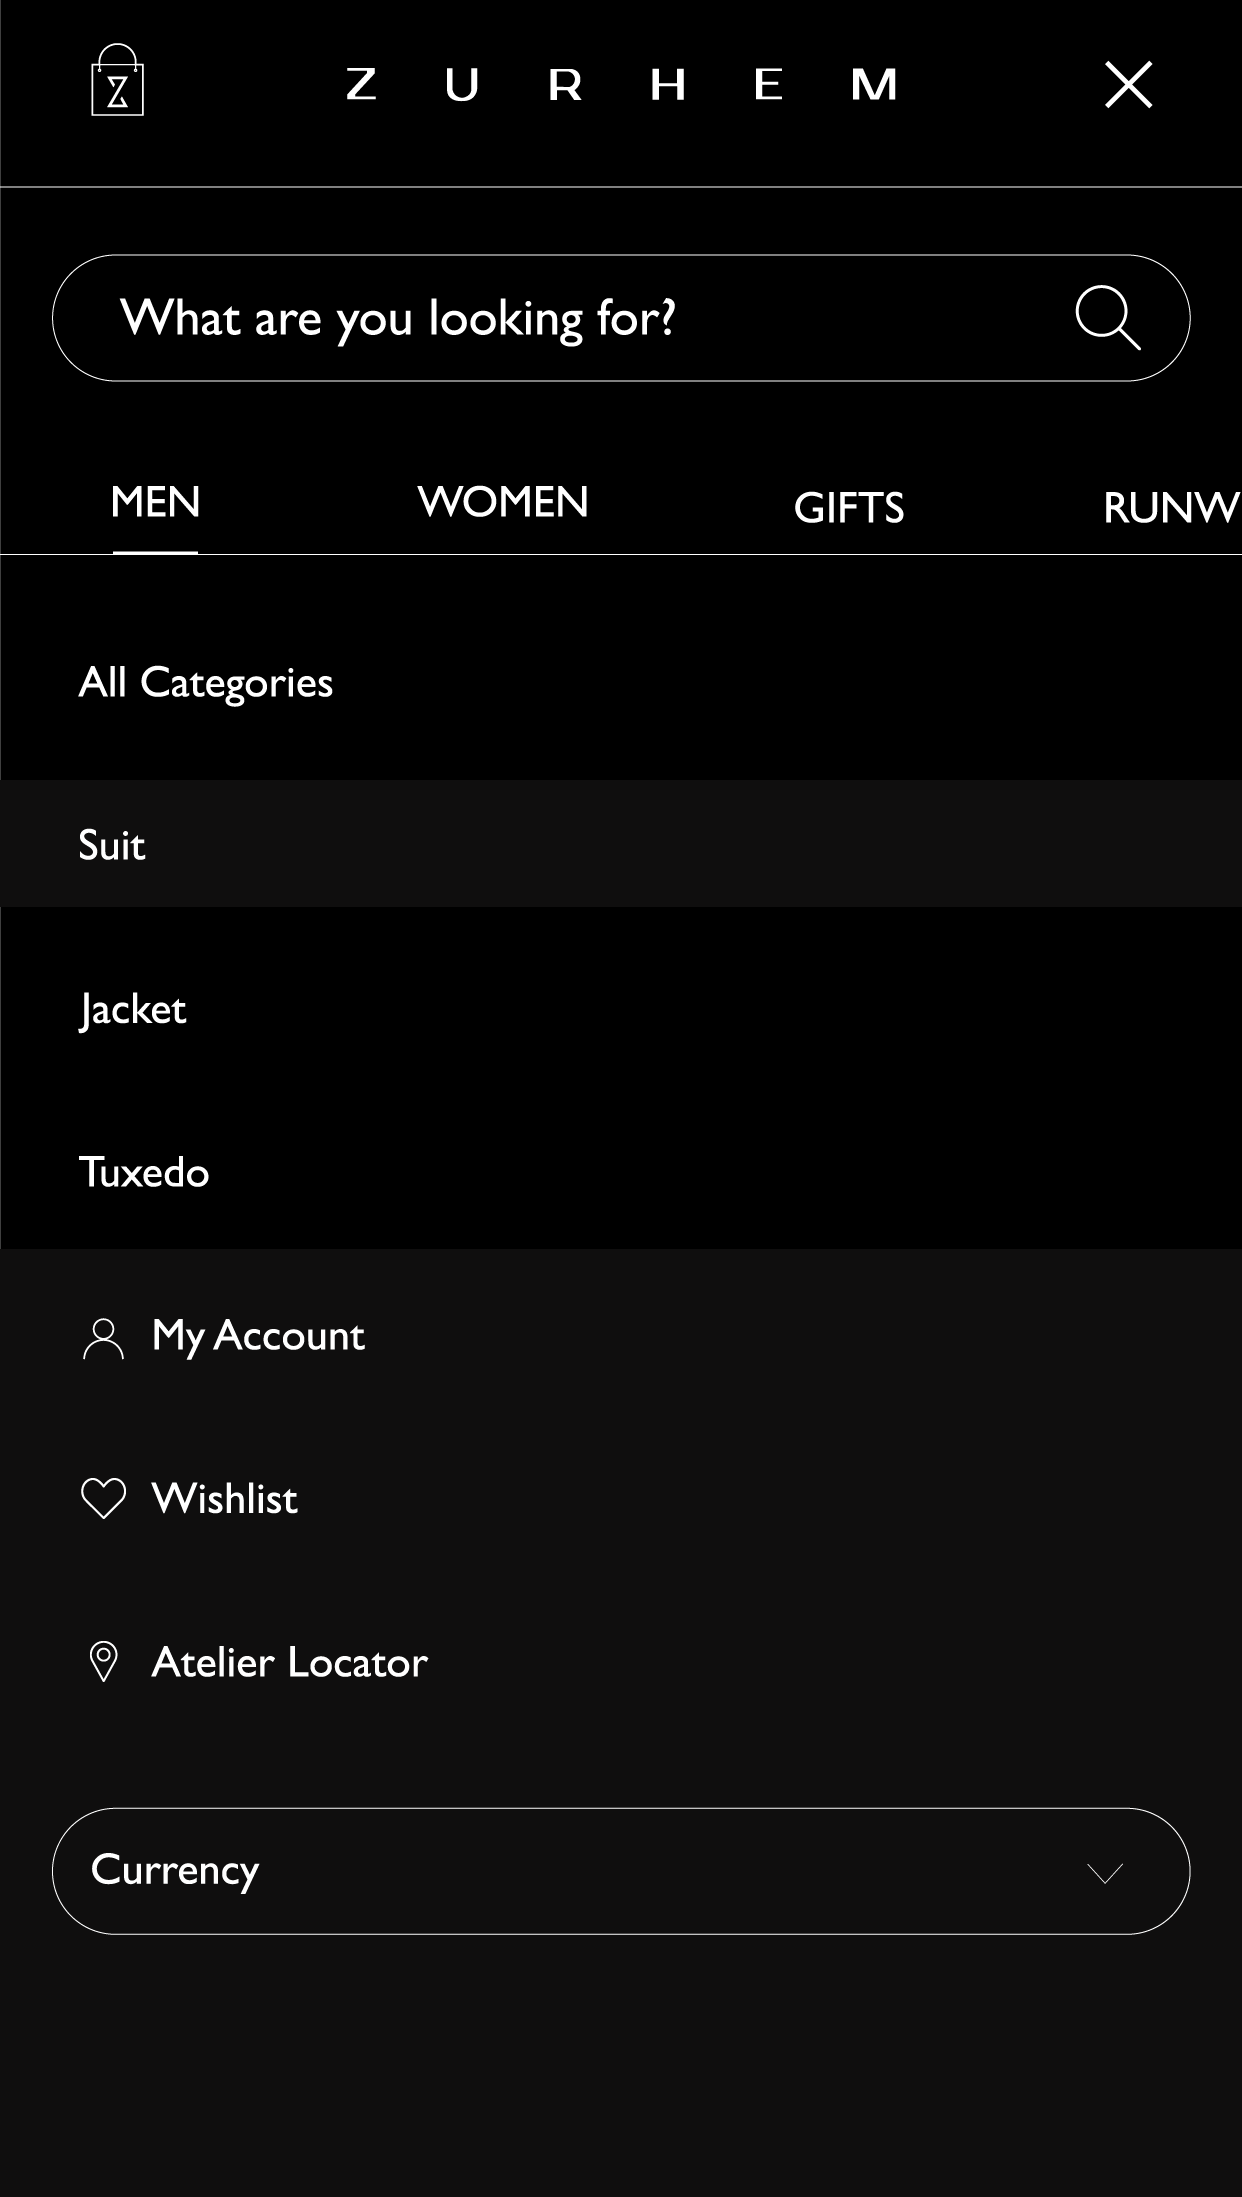 Z U R H E M
What are you looking for?
MEN WOMEN GIFTS RUNW
All Categories
Suit
Jacket
Tuxedo
My Account
Wishlist
Atelier Locator
Currency